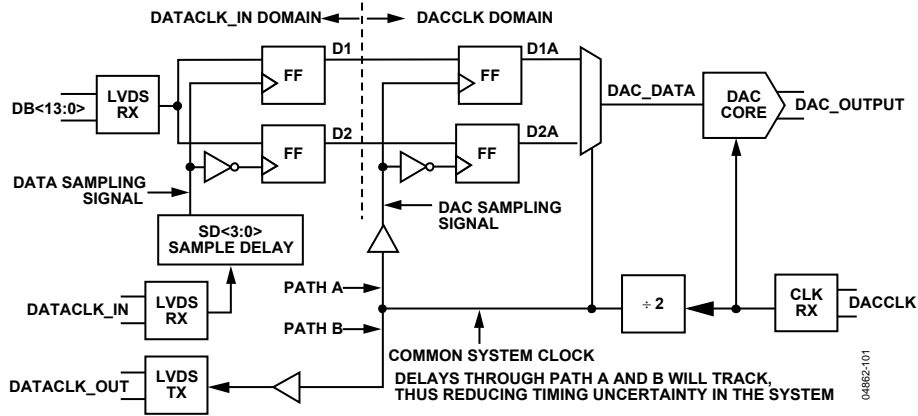 DATACLK_IN DOMAIN
DACCLK DOMAIN
D1
D1A
FF
FF
LVDS
RX
DB<13:0>
DAC_DATA
DAC
CORE
DAC_OUTPUT
D2
D2A
FF
FF
DATA SAMPLING
SIGNAL
DAC SAMPLING
SIGNAL
SD<3:0>
SAMPLE DELAY
PATH A
DATACLK_IN
LVDS
RX
÷ 2
CLK
RX
DACCLK
PATH B
COMMON SYSTEM CLOCK
DATACLK_OUT
LVDS
TX
DELAYS THROUGH PATH A AND B WILL TRACK,
THUS REDUCING TIMING UNCERTAINTY IN THE SYSTEM
04862-101